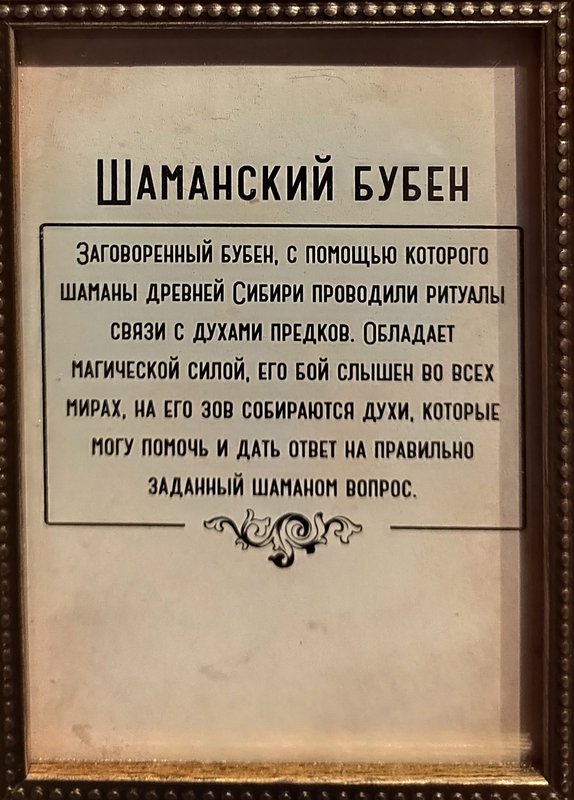 Шаманский бубен
Заговоренный бубен, с помощью которого
шаманы древней Сибири проводили ритуалы
связи с духами предков. Обладает
магической силой, его бой слышен во всех
мирах, на его зов собираются духи, которые
могу помочь и дать ответ на правильно
заданный шаманом вопрос.